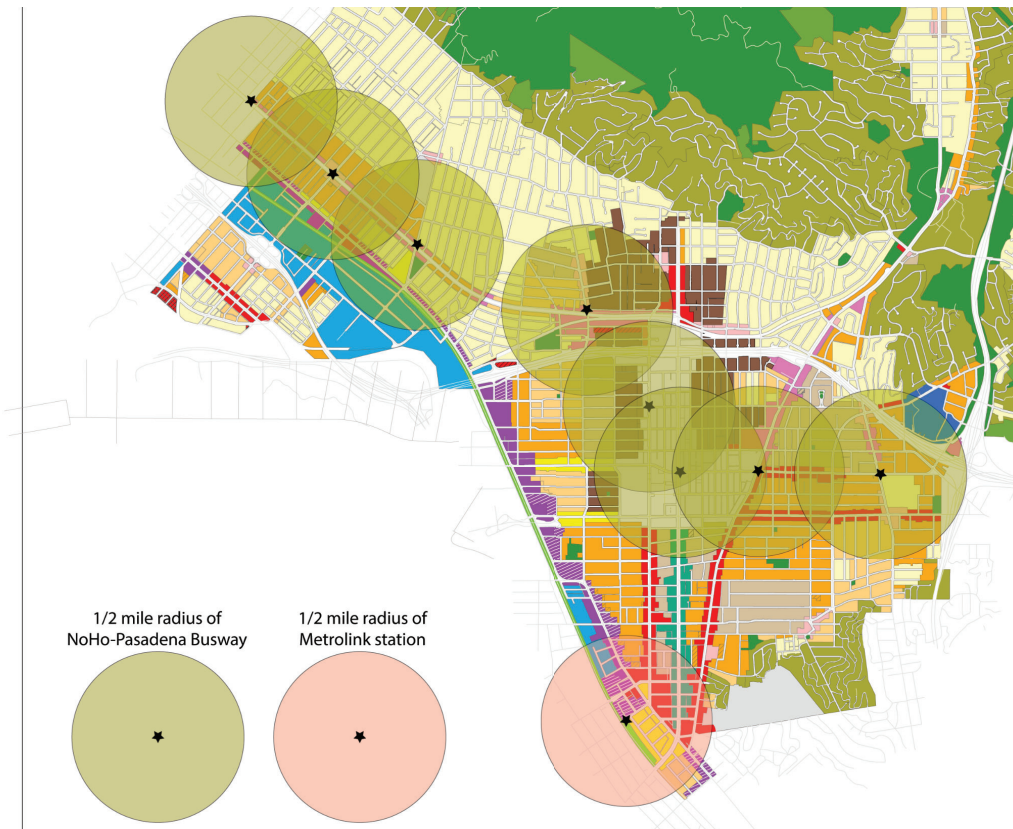 1/2 mile radius of
NoHo-Pasadena Busway
1/2 mile radius of
Metrolink station